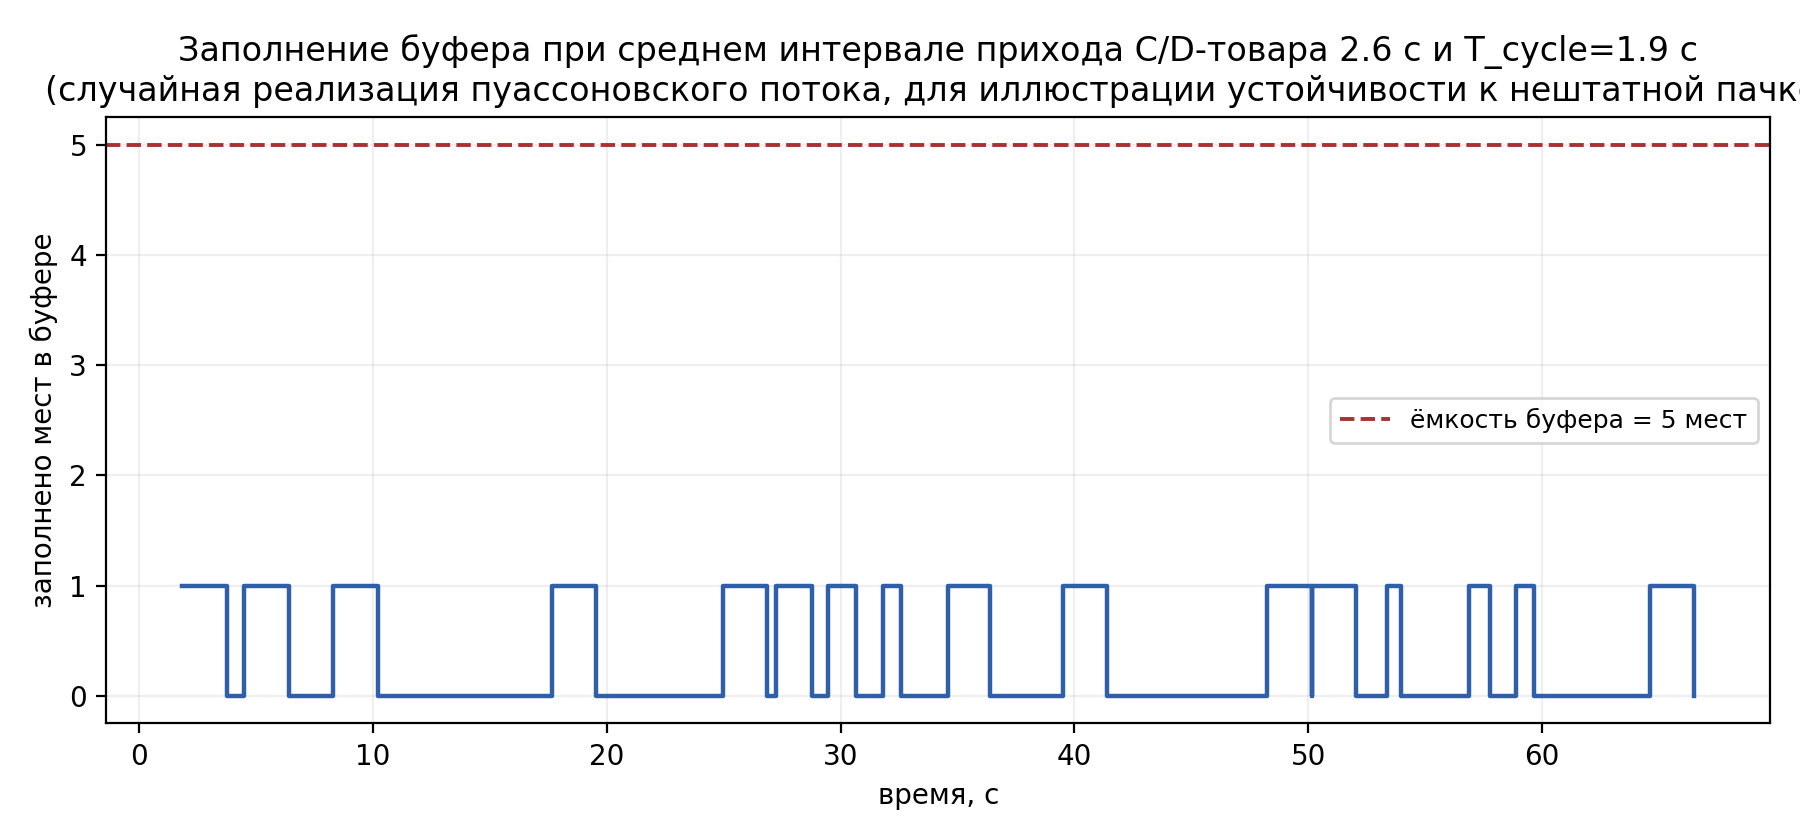 Заполнение буфера при среднем интервале прихода C/D-товара 2.6 с и T_cycle=1.9 с
(случайная реализация пуассоновского потока, для иллюстрации устойчивости к нештатной
5
4
3
2
1
0
заполнено мест в буфере
ёмкость буфера = 5 мест
0 10 20 30 40 50 60
время, с